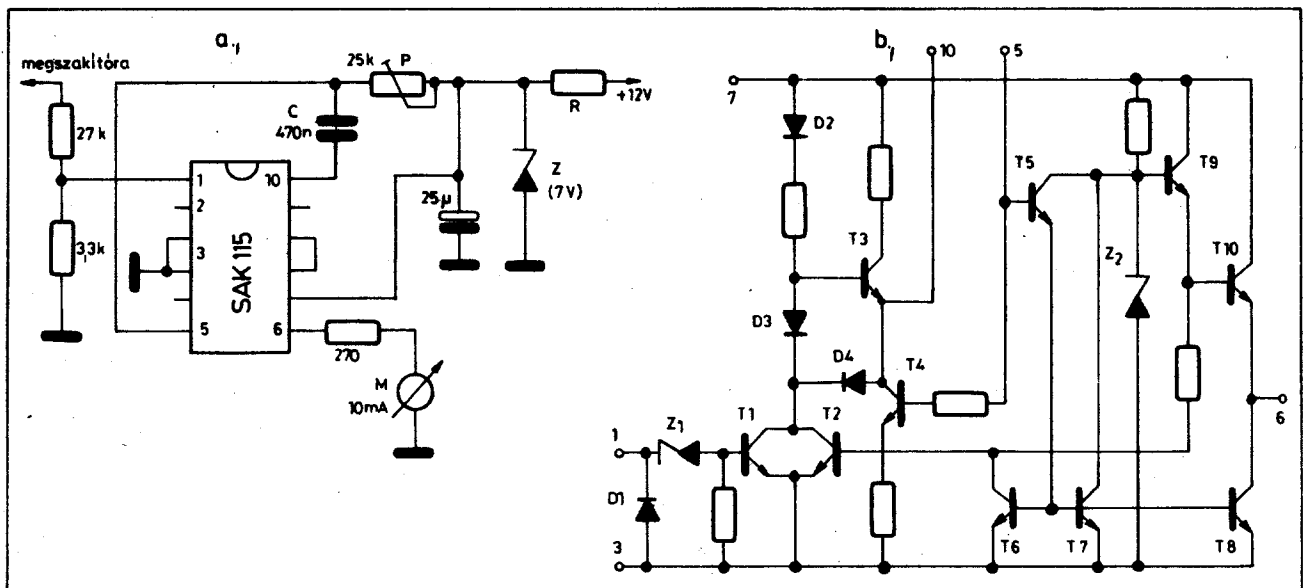 a,
megszakítóra
27k
3,3k
1
2
3
5
10
6
SAK 115
C
470n
25k
P
25µ
Z
(7V)
R
+12V
270
M
10mA
b,
7
10
5
D2
T3
D3
D4
T4
T5
T9
Z2
T10
6
1
Z1
T1
T2
D1
3
T6
T7
T8